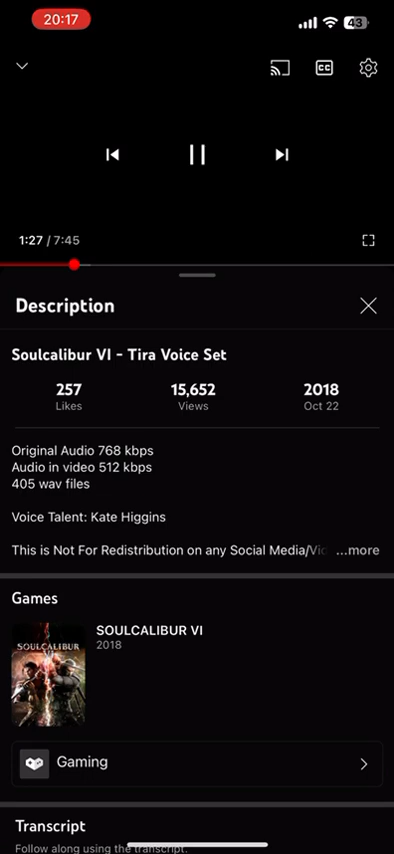 20:17
43
CC
1:27 / 7:45
Description
Soulcalibur VI - Tira Voice Set
257
15,652
2018
Likes
Views
Oct 22
Original Audio 768 kbps
Audio in video 512 kbps
405 wav files
Voice Talent: Kate Higgins
This is Not For Redistribution on any Social Media/Vid ...more
Games
SOULCALIBUR VI
2018
SOULCALIBUR
Gaming
Transcript
Follow along using the transcript.